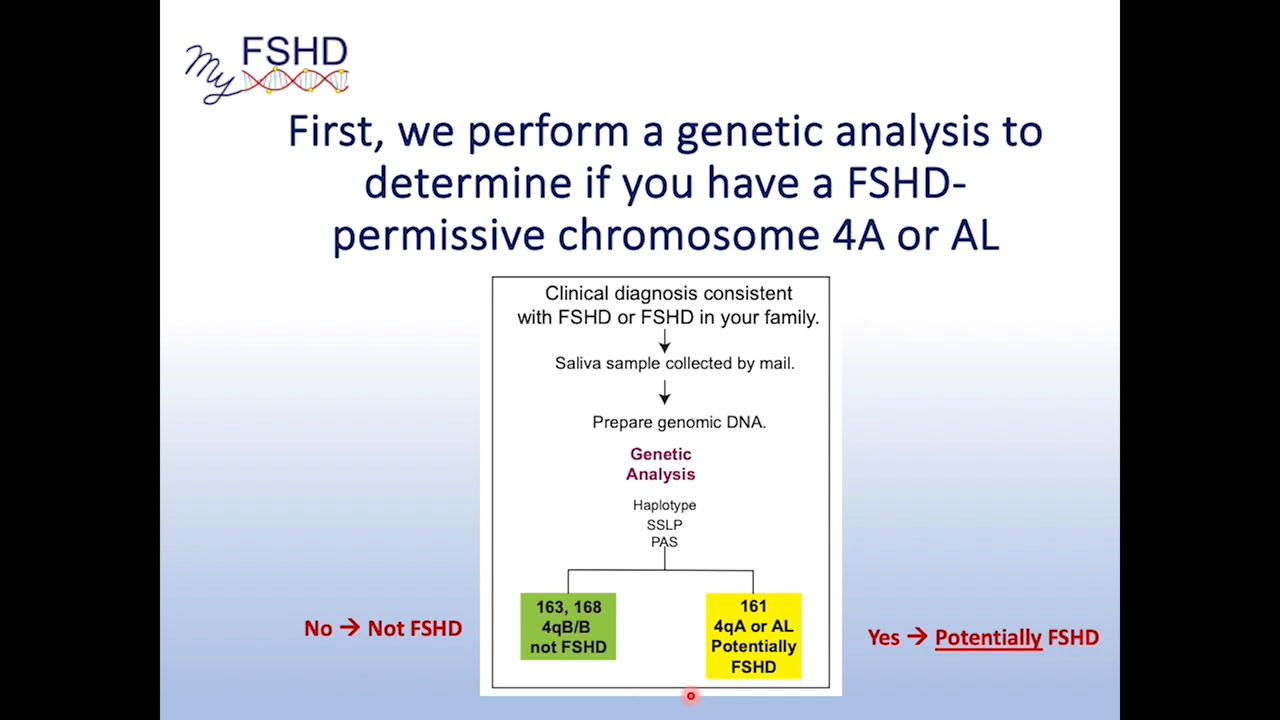 My FSHD
First, we perform a genetic analysis to
determine if you have a FSHD-
permissive chromosome 4A or AL
Clinical diagnosis consistent
with FSHD or FSHD in your family.
Saliva sample collected by mail.
Prepare genomic DNA.
Genetic
Analysis
Haplotype
SSLP
PAS
No → Not FSHD
163, 168
4qB/B
not FSHD
161
4qA or AL
Potentially
FSHD
Yes → Potentially FSHD